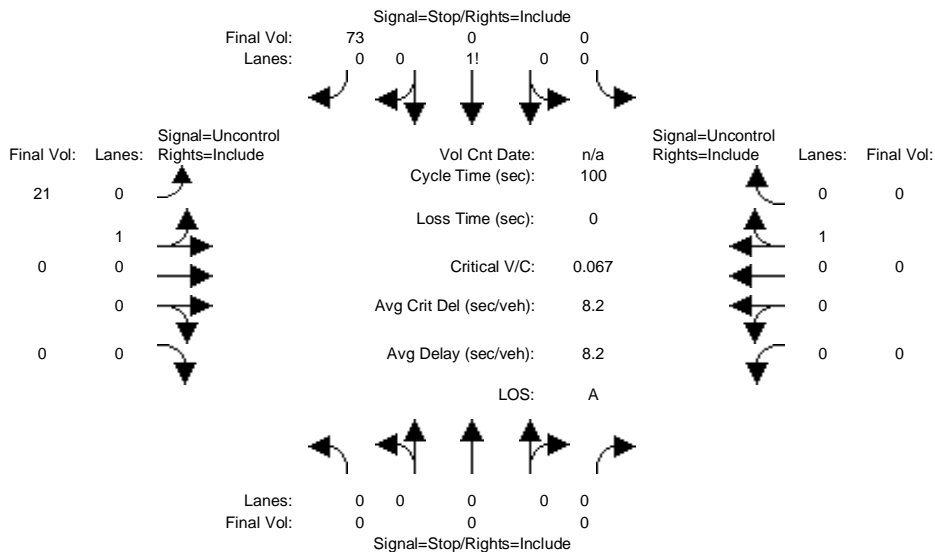 Signal=Stop/Rights=Include
Final Vol: 73 0 0
Lanes: 0 0 1! 0 0
Signal=Uncontrol Signal=Uncontrol
Final Vol: Lanes: Rights=Include Vol Cnt Date: n/a Rights=Include Lanes: Final Vol:
Cycle Time (sec): 100
21 0 0 0
Loss Time (sec): 0
1 1
0 0 Critical V/C: 0.067 0 0
0 Avg Crit Del (sec/veh): 8.2 0
0 0 Avg Delay (sec/veh): 8.2 0 0
LOS: A
Lanes: 0 0 0 0 0
Final Vol: 0 0 0
Signal=Stop/Rights=Include